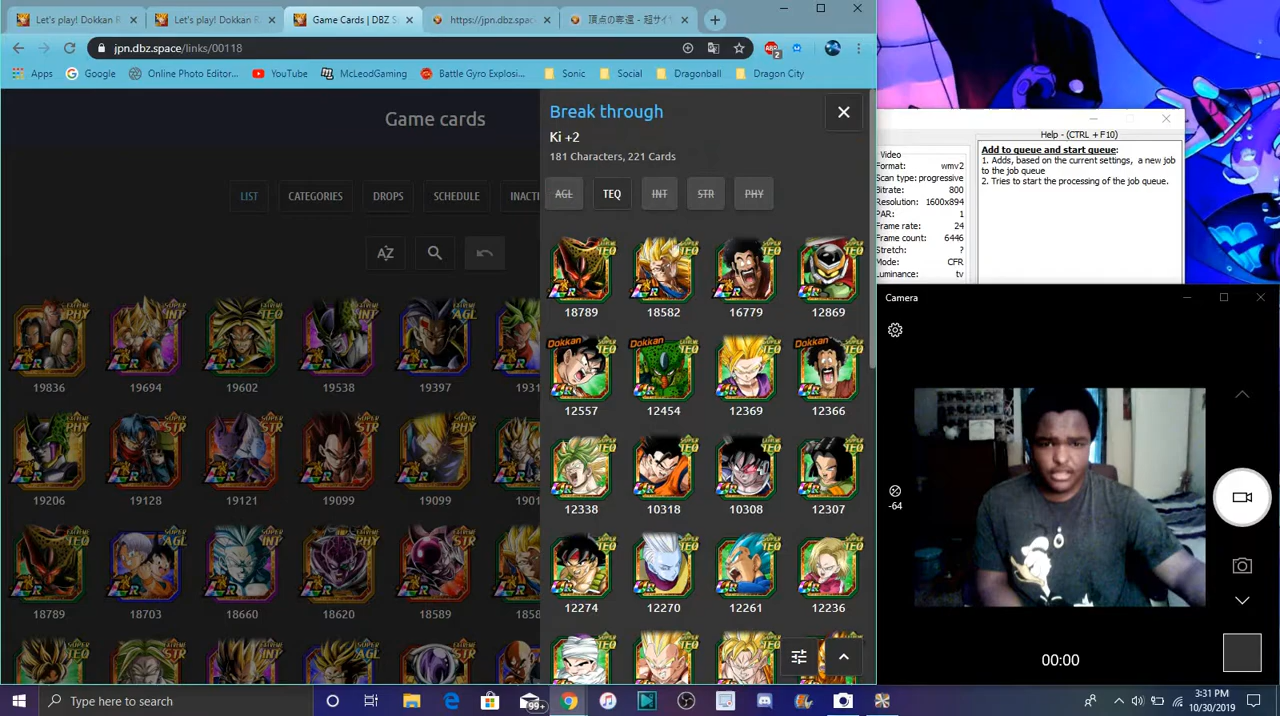 Let's play! Dokkan R
Let's play! Dokkan R
Game Cards | DBZ S
https://jpn.dbz.space
頂点の奪還 - 超サイ
jpn.dbz.space/links/00118
2
Apps
Google
Online Photo Editor...
YouTube
McLeodGaming
Battle Gyro Explosi...
Sonic
Social
Dragonball
Dragon City
Game cards
LIST
CATEGORIES
DROPS
SCHEDULE
INACTI
AZ
19836
19694
19602
19538
19397
1931
19206
19128
19121
19099
19099
1901
18789
18703
18660
18620
18589
185
Break through
Ki +2
181 Characters, 221 Cards
AGL
TEQ
INT
STR
PHY
18789
18582
16779
12869
12557
12454
12369
12366
12338
10318
10308
12307
12274
12270
12261
12236
Video
Format: wmv2
Scan type: progressive
Bitrate: 800
Resolution: 1600x894
PAR: 1
Frame rate: 24
Frame count: 6446
Stretch: ?
Mode: CFR
Luminance: tv
Help - (CTRL + F10)
Add to queue and start queue:
1. Adds, based on the current settings, a new job
to the job queue
2. Tries to start the processing of the job queue.
Camera
-64
00:00
Type here to search
99+
3:31 PM
10/30/2019